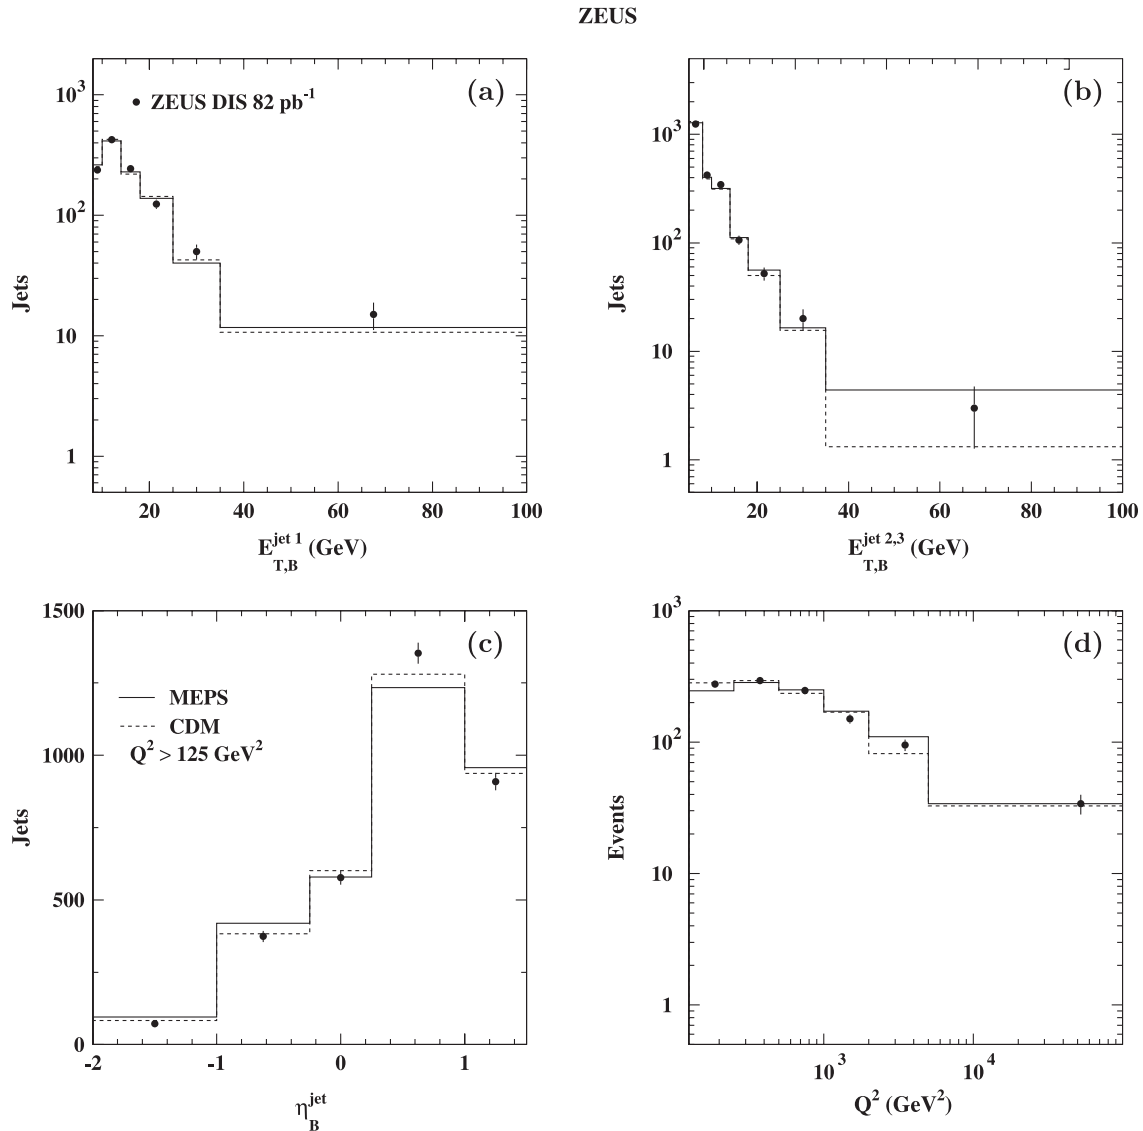 ZEUS
(a)
ZEUS DIS 82 pb⁻¹
10³
10²
10
1
Jets
20 40 60 80 100
E_{T,B}^{jet 1} (GeV)
(b)
10³
10²
10
1
Jets
20 40 60 80 100
E_{T,B}^{jet 2,3} (GeV)
(c)
MEPS
CDM
Q² > 125 GeV²
1500
1000
500
0
Jets
-2 -1 0 1
η_B^{jet}
(d)
10³
10²
10
1
Events
10³ 10⁴
Q² (GeV²)